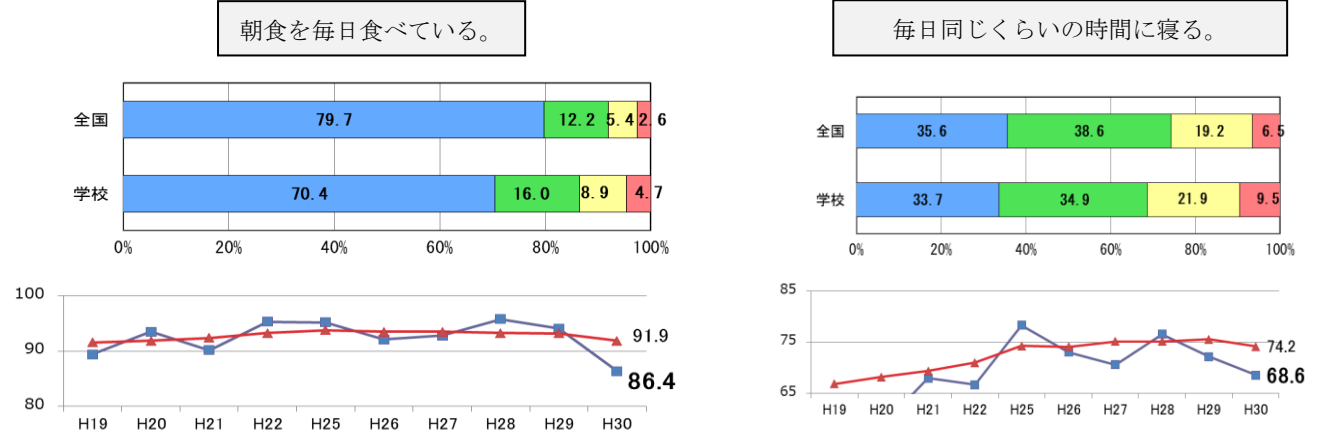 朝食を毎日食べている。
全国
79.7
12.2
5.4
2.6
学校
70.4
16.0
8.9
4.7
0%
20%
40%
60%
80%
100%
100
90
80
91.9
86.4
H19
H20
H21
H22
H25
H26
H27
H28
H29
H30
毎日同じくらいの時間に寝る。
全国
35.6
38.6
19.2
6.5
学校
33.7
34.9
21.9
9.5
0%
20%
40%
60%
80%
100%
85
75
65
74.2
68.6
H19
H20
H21
H22
H25
H26
H27
H28
H29
H30